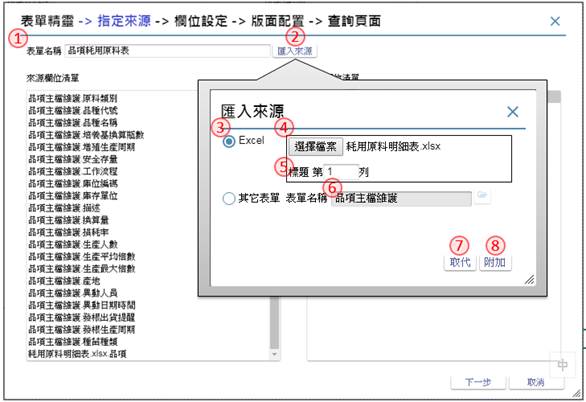 表單精靈 -> 指定來源 -> 欄位設定 -> 版面配置 -> 查詢頁面
①
②
表單名稱 品項耗用原料表 匯入來源
來源欄位清單
品項主檔維護.原料類別
品項主檔維護.品種代號
品項主檔維護.品種名稱
品項主檔維護.培養基換算瓶數
品項主檔維護.增殖生產周期
品項主檔維護.安全存量
品項主檔維護.工作流程
品項主檔維護.庫位編碼
品項主檔維護.庫存單位
品項主檔維護.描述
品項主檔維護.換算量
品項主檔維護.損耗率
品項主檔維護.生產人數
品項主檔維護.生產平均倍數
品項主檔維護.生產最大倍數
品項主檔維護.產地
品項主檔維護.異動人員
品項主檔維護.異動日期時間
品項主檔維護.發根出貨提醒
品項主檔維護.發根生產周期
品項主檔維護.種苗種類
耗用原料明細表.xlsx.品項
位清單
匯入來源
③ ④
Excel 選擇檔案 耗用原料明細表.xlsx
⑤
標題 第 1 列
⑥
其它表單 表單名稱 品項主檔維護
⑦ ⑧
取代 附加
中
下一步 取消